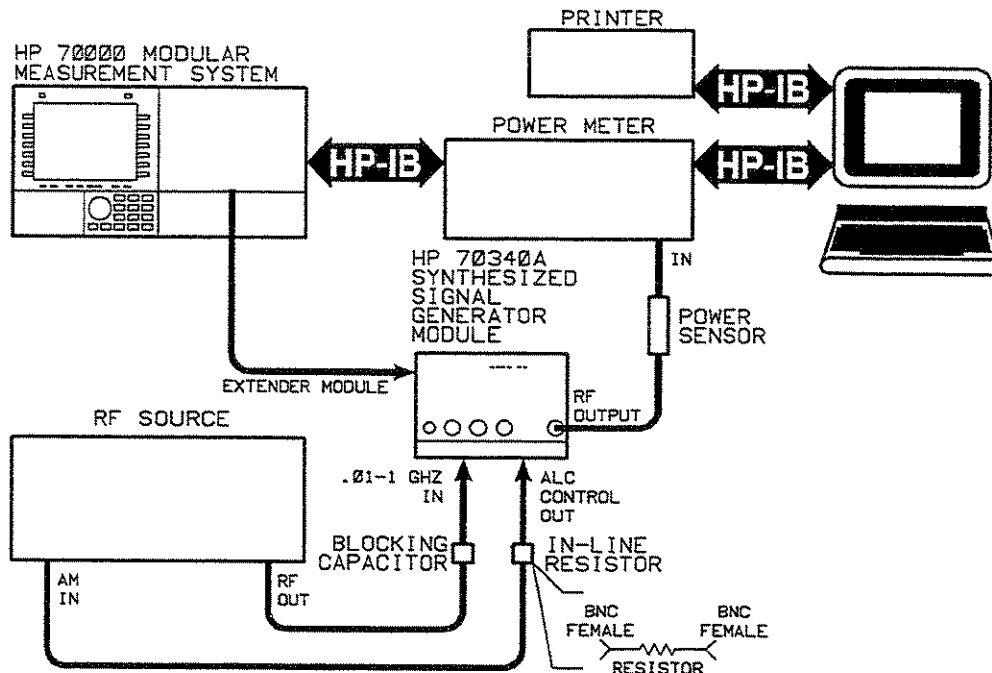 PRINTER
HP 70000 MODULAR
MEASUREMENT SYSTEM
HP-IB
POWER METER
HP-IB
HP-IB
HP 70340A
SYNTHESIZED
SIGNAL
GENERATOR
MODULE
IN
POWER
SENSOR
EXTENDER MODULE
RF
OUTPUT
RF SOURCE
.01-1 GHZ
IN
ALC
CONTROL
OUT
BLOCKING
CAPACITOR
IN-LINE
RESISTOR
AM
IN
RF
OUT
BNC
FEMALE
BNC
FEMALE
RESISTOR